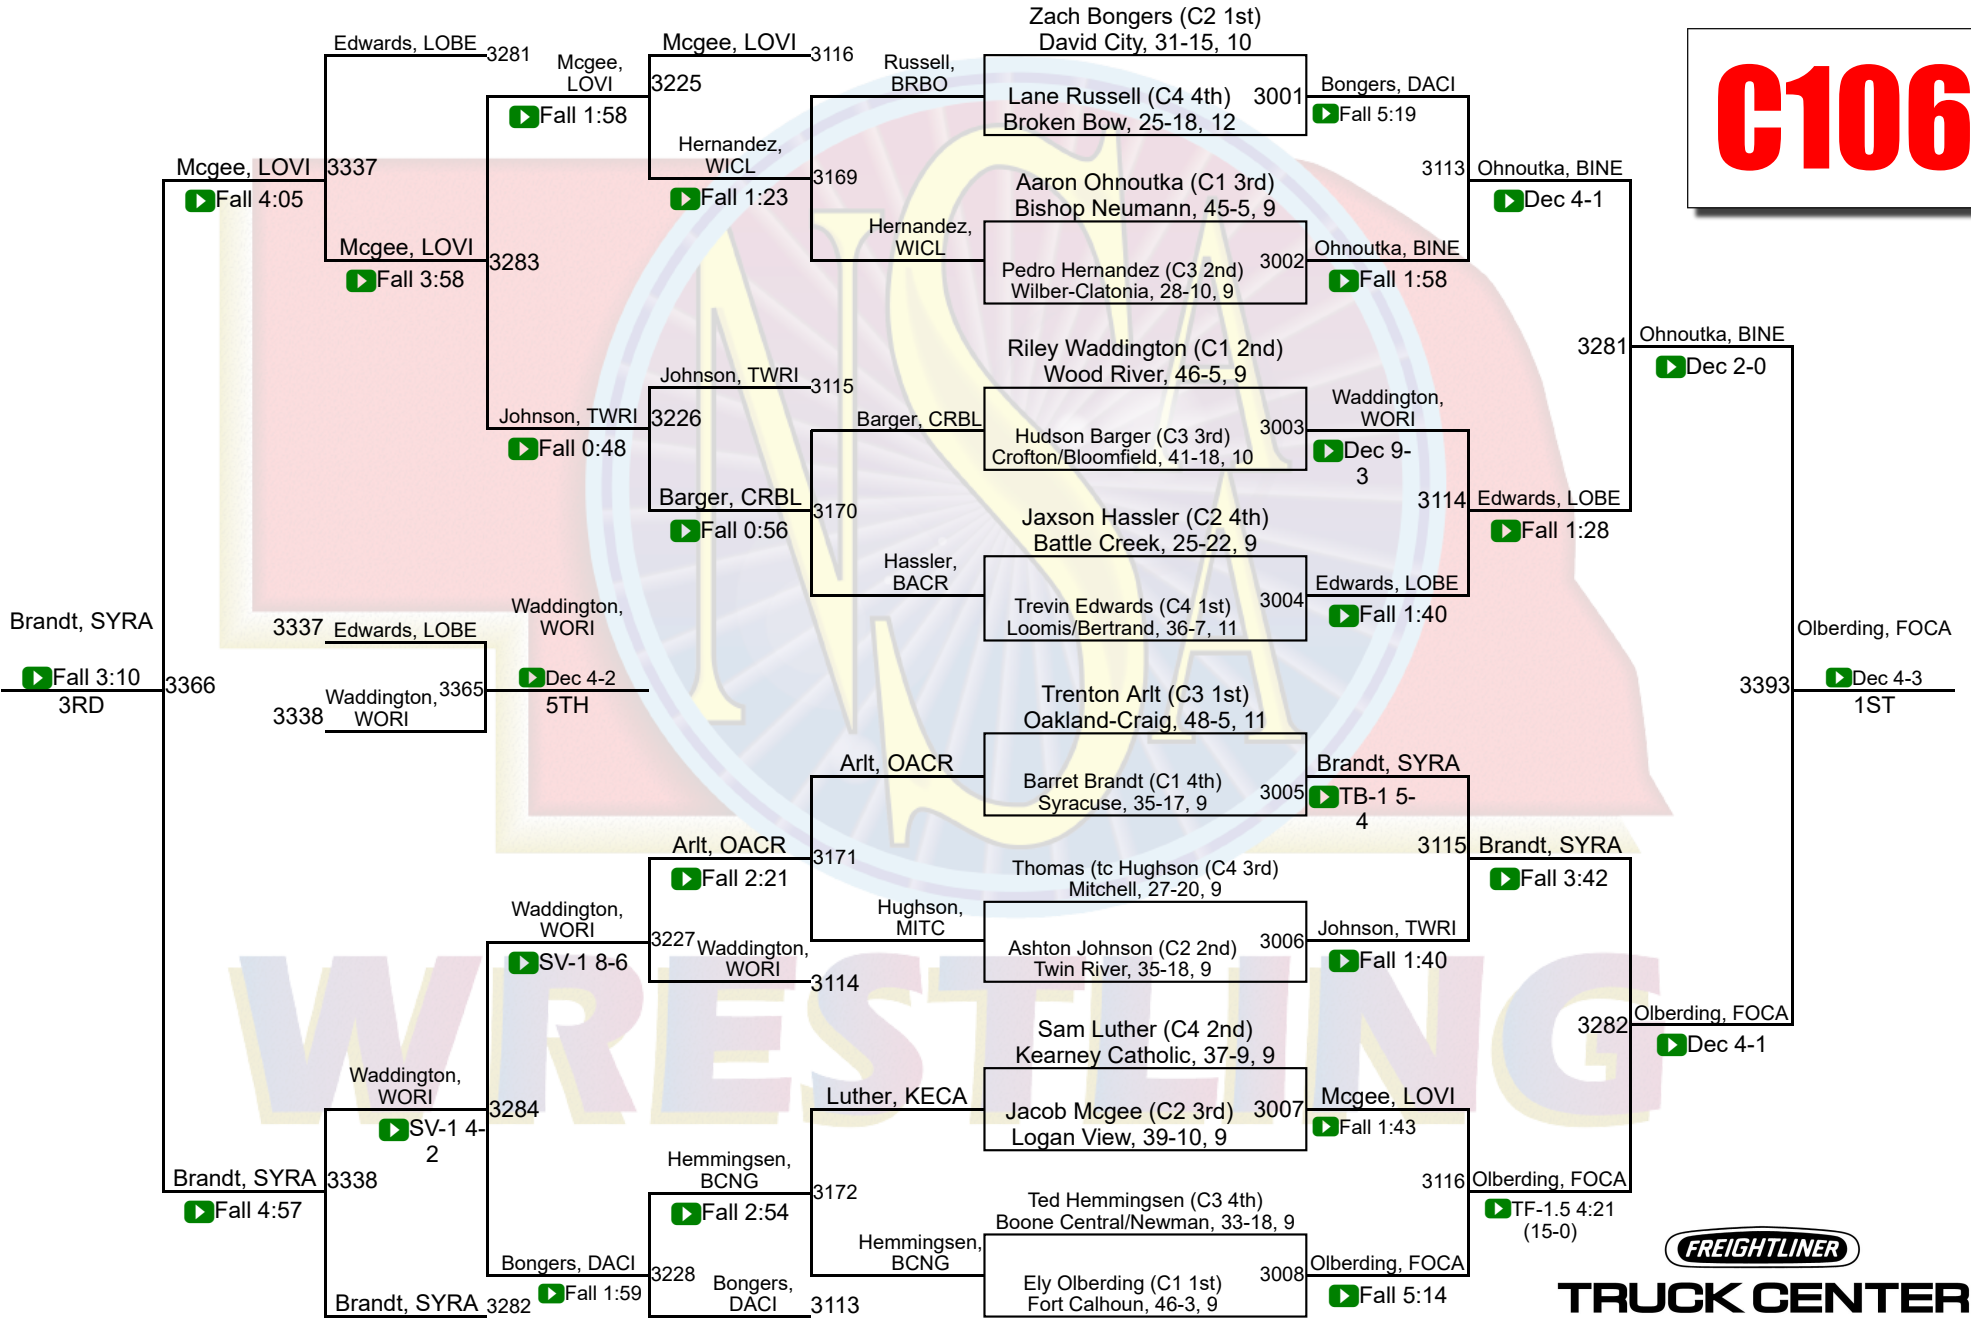 C106
Zach Bongers (C2 1st)
David City, 31-15, 10
Lane Russell (C4 4th)
Broken Bow, 25-18, 12
3001
Aaron Ohnoutka (C1 3rd)
Bishop Neumann, 45-5, 9
Pedro Hernandez (C3 2nd)
Wilber-Clatonia, 28-10, 9
3002
Riley Waddington (C1 2nd)
Wood River, 46-5, 9
Hudson Barger (C3 3rd)
Crofton/Bloomfield, 41-18, 10
3003
Jaxson Hassler (C2 4th)
Battle Creek, 25-22, 9
Trevin Edwards (C4 1st)
Loomis/Bertrand, 36-7, 11
3004
Trenton Arlt (C3 1st)
Oakland-Craig, 48-5, 11
Barret Brandt (C1 4th)
Syracuse, 35-17, 9
3005
Thomas (tc Hughson (C4 3rd)
Mitchell, 27-20, 9
Ashton Johnson (C2 2nd)
Twin River, 35-18, 9
3006
Sam Luther (C4 2nd)
Kearney Catholic, 37-9, 9
Jacob Mcgee (C2 3rd)
Logan View, 39-10, 9
3007
Ted Hemmingsen (C3 4th)
Boone Central/Newman, 33-18, 9
Ely Olberding (C1 1st)
Fort Calhoun, 46-3, 9
3008
Bongers, DACI
Fall 5:19
3113
Ohnoutka, BINE
Fall 1:58
Waddington,
WORI
Dec 9-
3
3114
Edwards, LOBE
Fall 1:40
Brandt, SYRA
TB-1 5-
4
3115
Johnson, TWRI
Fall 1:40
Mcgee, LOVI
Fall 1:43
3116
Olberding, FOCA
Fall 5:14
Ohnoutka, BINE
Dec 4-1
3281
Edwards, LOBE
Fall 1:28
Brandt, SYRA
Fall 3:42
3282
Olberding, FOCA
TF-1.5 4:21
(15-0)
Ohnoutka, BINE
Dec 2-0
3393
Olberding, FOCA
Dec 4-1
Olberding, FOCA
Dec 4-3
1ST
Russell,
BRBO
3169
Hernandez,
WICL
Barger, CRBL
3170
Hassler,
BACR
Arlt, OACR
3171
Hughson,
MITC
Luther, KECA
3172
Hemmingsen,
BCNG
Mcgee, LOVI
3116
3225
Hernandez,
WICL
Fall 1:23
Johnson, TWRI
3115
3226
Barger, CRBL
Fall 0:56
Arlt, OACR
Fall 2:21
3227
Waddington,
WORI
3114
Hemmingsen,
BCNG
Fall 2:54
3228
Bongers,
DACI
3113
Mcgee,
LOVI
Fall 1:58
3283
Johnson, TWRI
Fall 0:48
Waddington,
WORI
SV-1 8-6
3284
Bongers, DACI
Fall 1:59
Edwards, LOBE
3281
3337
Mcgee, LOVI
Fall 3:58
Waddington,
WORI
SV-1 4-
2
3338
Brandt, SYRA
3282
Mcgee, LOVI
Fall 4:05
3366
Brandt, SYRA
Fall 4:57
Brandt, SYRA
Fall 3:10
3RD
3337
Edwards, LOBE
3365
3338
Waddington,
WORI
Waddington,
WORI
Dec 4-2
5TH
NSAA
WRESTLING
FREIGHTLINER
TRUCK CENTER